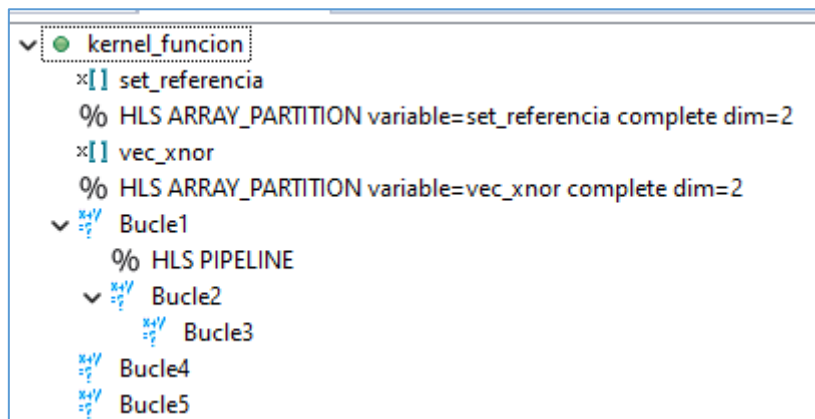 kernel_funcion
x[] set_referencia
% HLS ARRAY_PARTITION variable=set_referencia complete dim=2
x[] vec_xnor
% HLS ARRAY_PARTITION variable=vec_xnor complete dim=2
Bucle1
% HLS PIPELINE
Bucle2
Bucle3
Bucle4
Bucle5